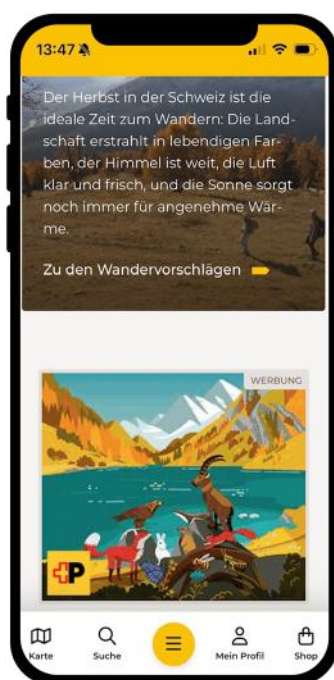 13:47
Der Herbst in der Schweiz ist die
ideale Zeit zum Wandern: Die Land-
schaft erstrahlt in lebendigen Far-
ben, der Himmel ist weit, die Luft
klar und frisch, und die Sonne sorgt
noch immer für angenehme Wär-
me.
Zu den Wandervorschlägen
WERBUNG
P
Karte Suche Mein Profil Shop